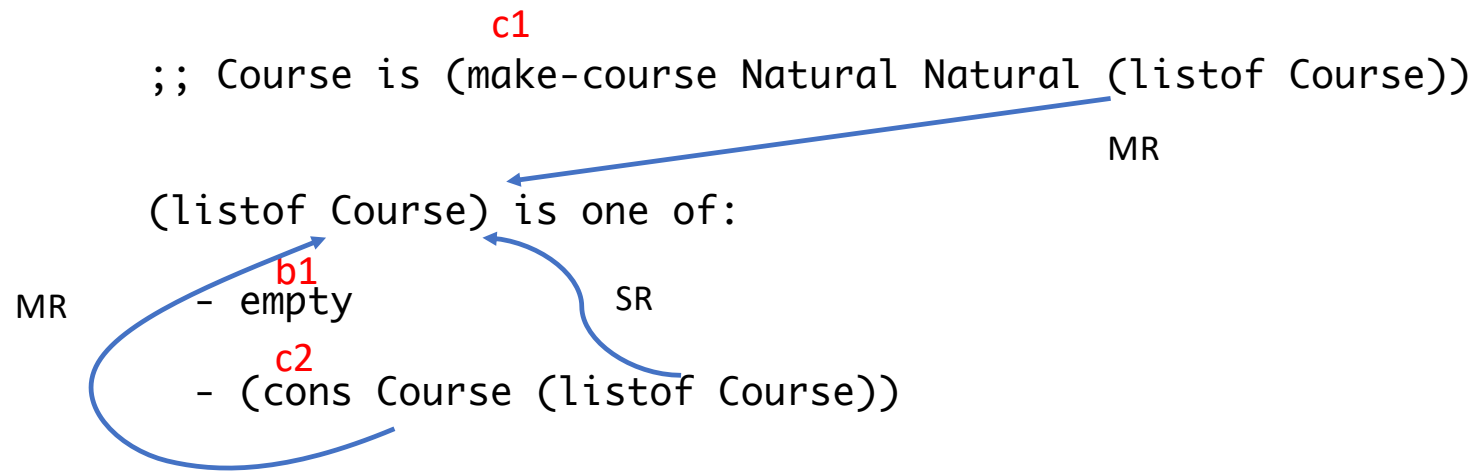 c1
;; Course is (make-course Natural Natural (listof Course))
MR
(listof Course) is one of:
b1
MR
- empty
SR
c2
- (cons Course (listof Course))